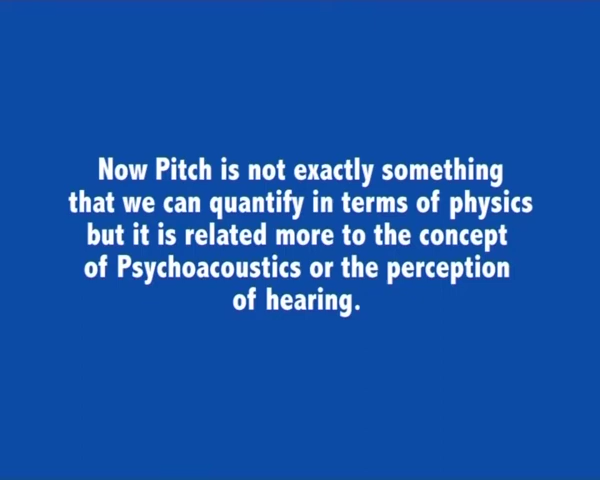 Now Pitch is not exactly something
that we can quantify in terms of physics
but it is related more to the concept
of Psychoacoustics or the perception
of hearing.